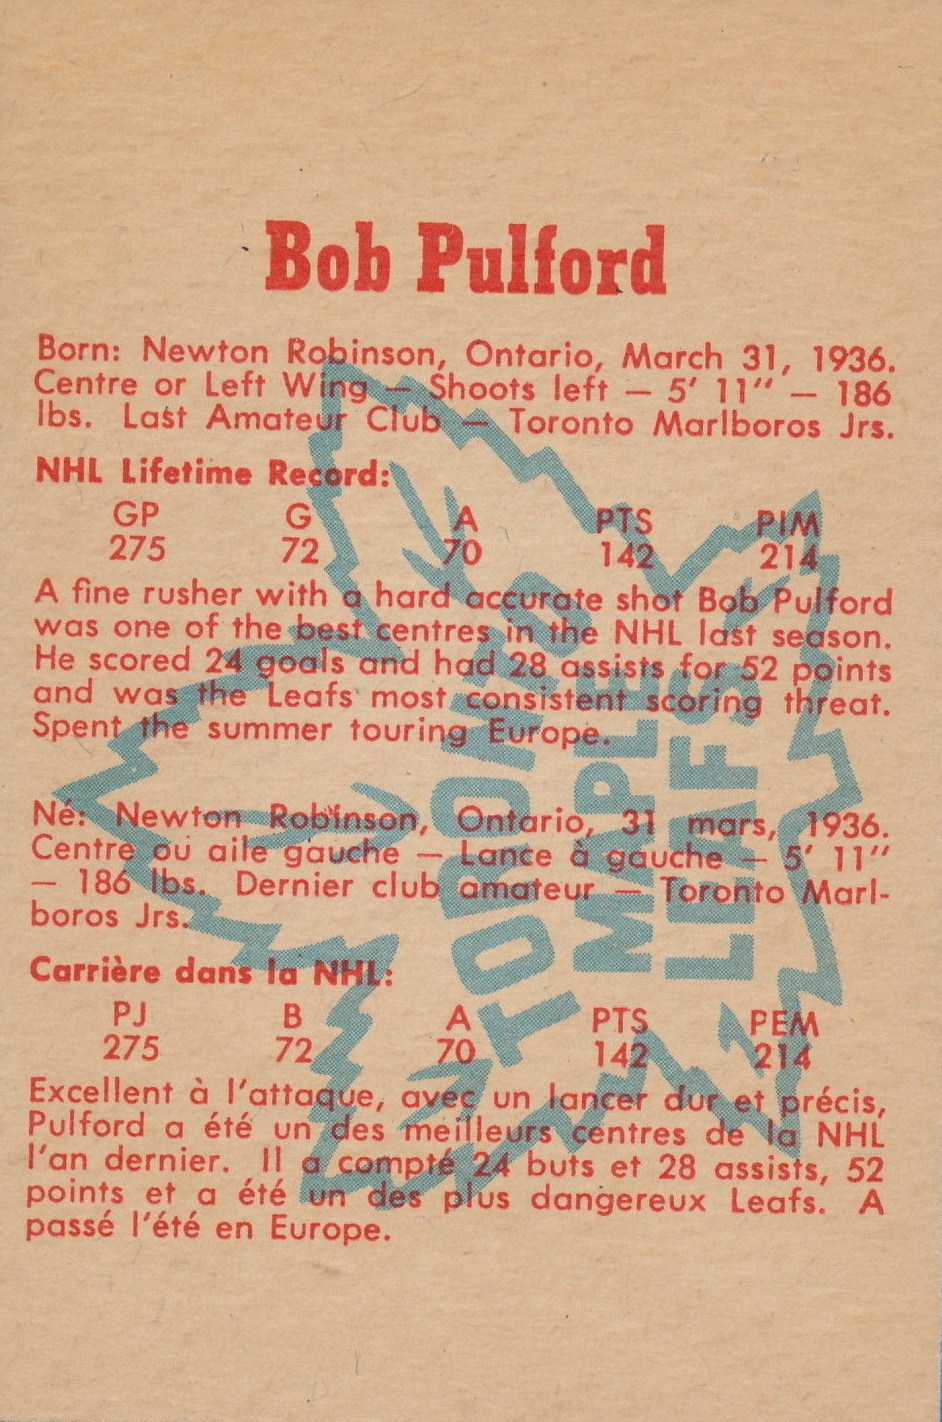 Bob Pulford
Born: Newton Robinson, Ontario, March 31, 1936.
Centre or Left Wing — Shoots left — 5' 11" — 186
lbs. Last Amateur Club — Toronto Marlboros Jrs.
NHL Lifetime Record:
GP G A PTS PIM
275 72 70 142 214
A fine rusher with a hard accurate shot Bob Pulford
was one of the best centres in the NHL last season.
He scored 24 goals and had 28 assists for 52 points
and was the Leafs most consistent scoring threat.
Spent the summer touring Europe.
Né: Newton Robinson, Ontario, 31 mars, 1936.
Centre ou aile gauche — Lance à gauche — 5' 11"
— 186 lbs. Dernier club amateur — Toronto Marl-
boros Jrs.
Carrière dans la NHL:
PJ B A PTS PEM
275 72 70 142 214
Excellent à l'attaque, avec un lancer dur et précis,
Pulford a été un des meilleurs centres de la NHL
l'an dernier. Il a compté 24 buts et 28 assists, 52
points et a été un des plus dangereux Leafs. A
passé l'été en Europe.
TORONTO
MAPLE
LEAFS